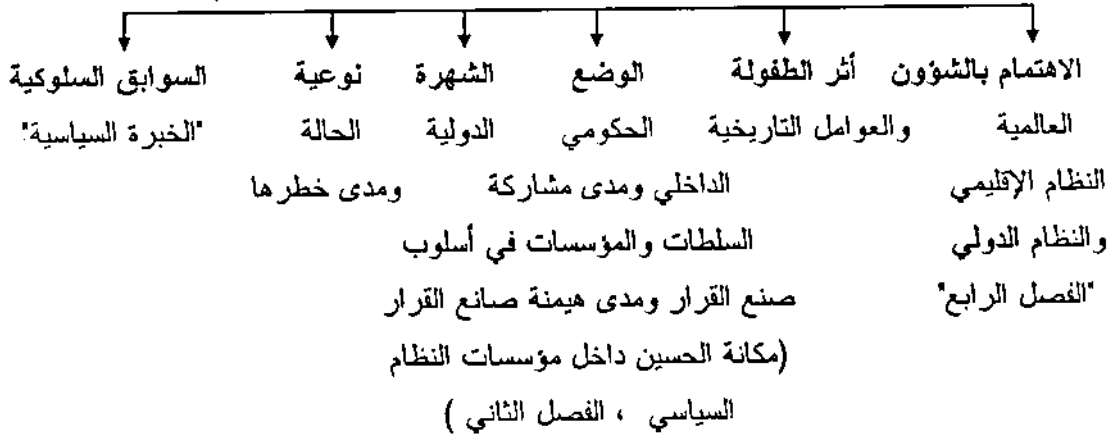 الاهتمام بالشؤون أثر الطفولة الوضع الشهرة نوعية السوابق السلوكية
العالمية والعوامل التاريخية الحكومي الدولية الحالة "الخبرة السياسية"
النظام الإقليمي الداخلي ومدى مشاركة ومدى خطرها
والنظام الدولي السلطات والمؤسسات في أسلوب
"الفصل الرابع" صنع القرار ومدى هيمنة صانع القرار
(مكانة الحسين داخل مؤسسات النظام
السياسي ، الفصل الثاني )